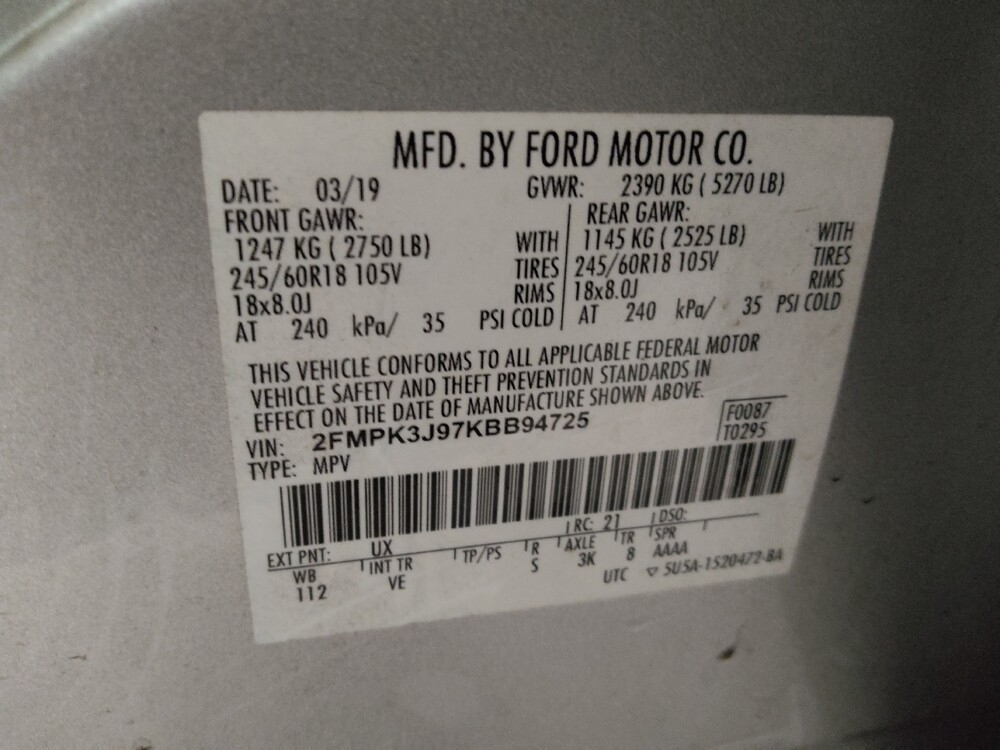 MFD. BY FORD MOTOR CO.
DATE: 03/19 GVWR: 2390 KG ( 5270 LB)
FRONT GAWR: REAR GAWR:
1247 KG ( 2750 LB) WITH 1145 KG ( 2525 LB) WITH
245/60R18 105V TIRES 245/60R18 105V TIRES
18x8.0J RIMS 18x8.0J RIMS
AT 240 kPa/ 35 PSI COLD AT 240 kPa/ 35 PSI COLD
THIS VEHICLE CONFORMS TO ALL APPLICABLE FEDERAL MOTOR
VEHICLE SAFETY AND THEFT PREVENTION STANDARDS IN
EFFECT ON THE DATE OF MANUFACTURE SHOWN ABOVE.
VIN: 2FMPK3J97KBB94725 F0087
TYPE: MPV T0295
EXT PNT: UX RC: 21 DSO:
WB INT TR TP/PS R AXLE TR SPR
112 VE S 3K 8 AAAA
UTC ▽ 5U5A-1520472-BA